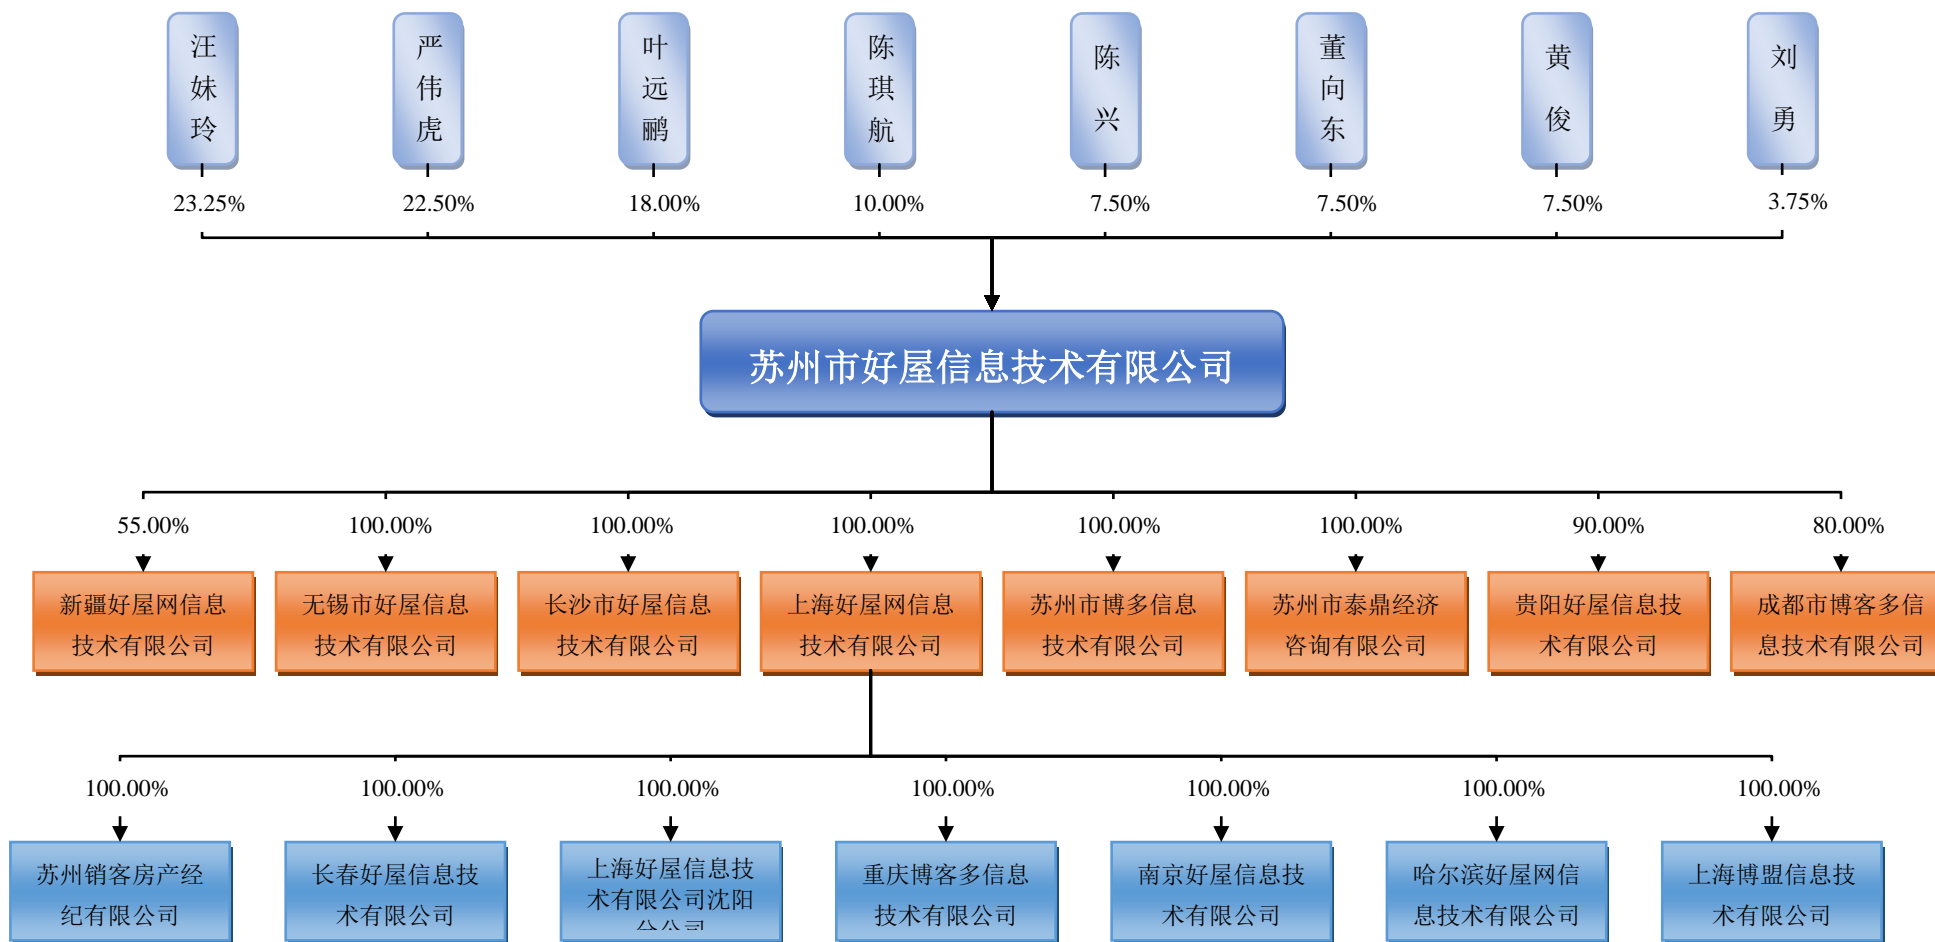 汪妹玲
严伟虎
叶远鹂
陈琪航
陈兴
董向东
黄俊
刘勇
23.25%
22.50%
18.00%
10.00%
7.50%
7.50%
7.50%
3.75%
苏州市好屋信息技术有限公司
55.00%
100.00%
100.00%
100.00%
100.00%
100.00%
90.00%
80.00%
新疆好屋网信息
技术有限公司
无锡市好屋信息
技术有限公司
长沙市好屋信息
技术有限公司
上海好屋网信息
技术有限公司
苏州市博多信息
技术有限公司
苏州市泰鼎经济
咨询有限公司
贵阳好屋信息技
术有限公司
成都市博客多信
息技术有限公司
100.00%
100.00%
100.00%
100.00%
100.00%
100.00%
100.00%
苏州销客房产经
纪有限公司
长春好屋信息技
术有限公司
上海好屋信息技
术有限公司沈阳
分公司
重庆博客多信息
技术有限公司
南京好屋信息技
术有限公司
哈尔滨好屋网信
息技术有限公司
上海博盟信息技
术有限公司